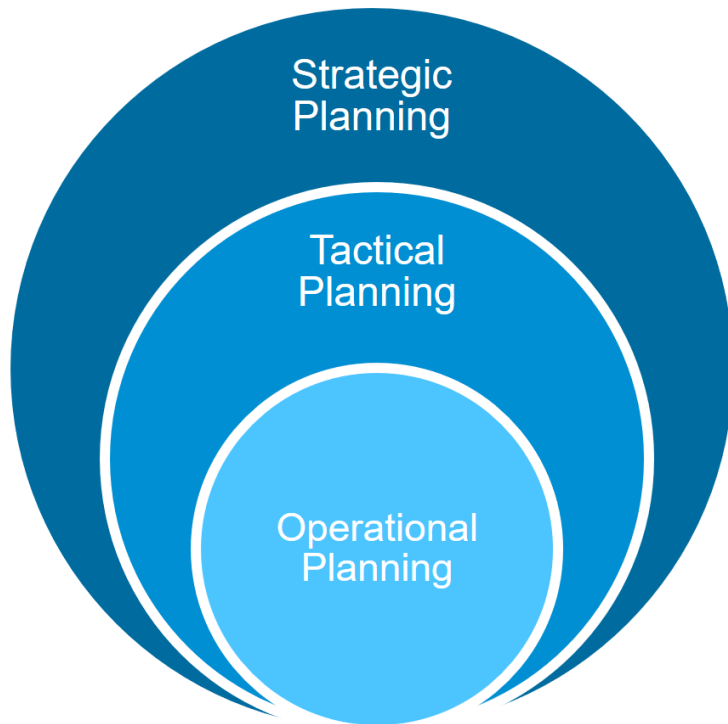 Strategic
Planning
Tactical
Planning
Operational
Planning